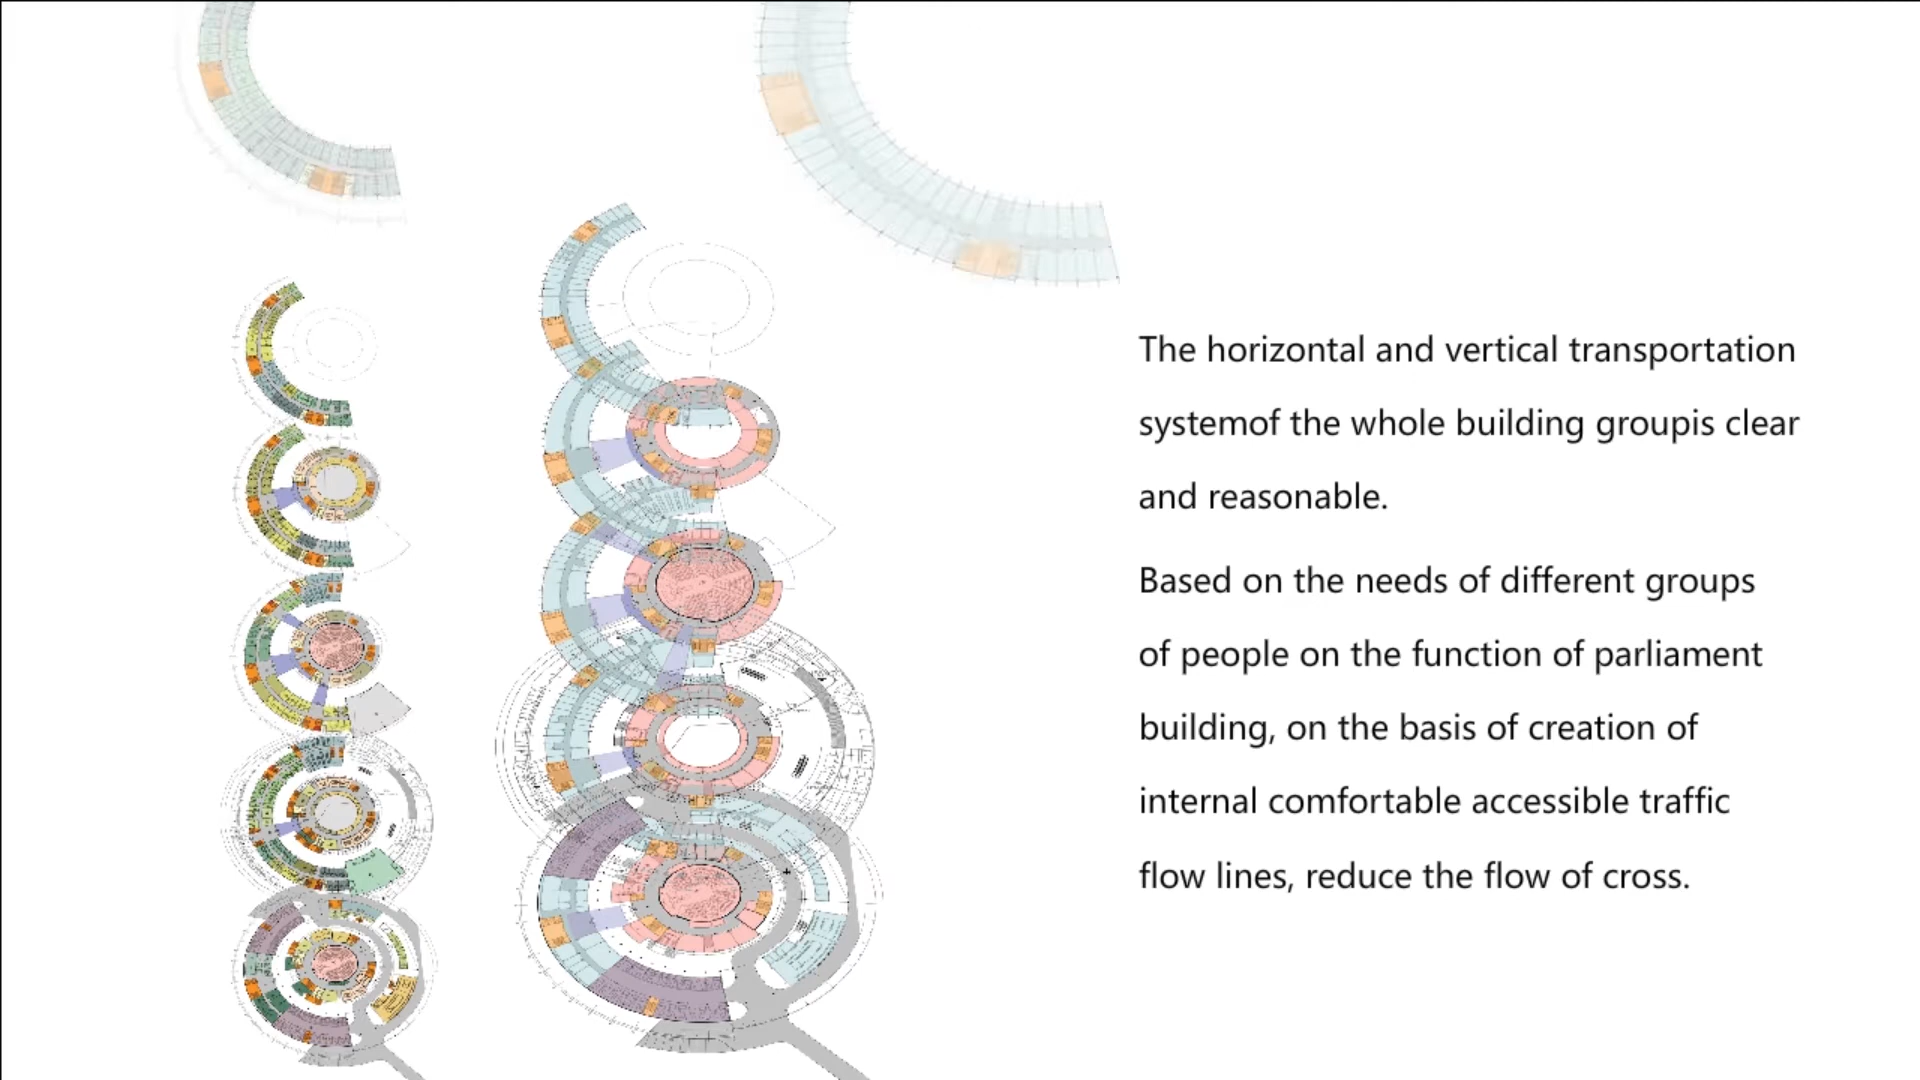 The horizontal and vertical transportation
systemof the whole building groupis clear
and reasonable.
Based on the needs of different groups
of people on the function of parliament
building, on the basis of creation of
internal comfortable accessible traffic
flow lines, reduce the flow of cross.